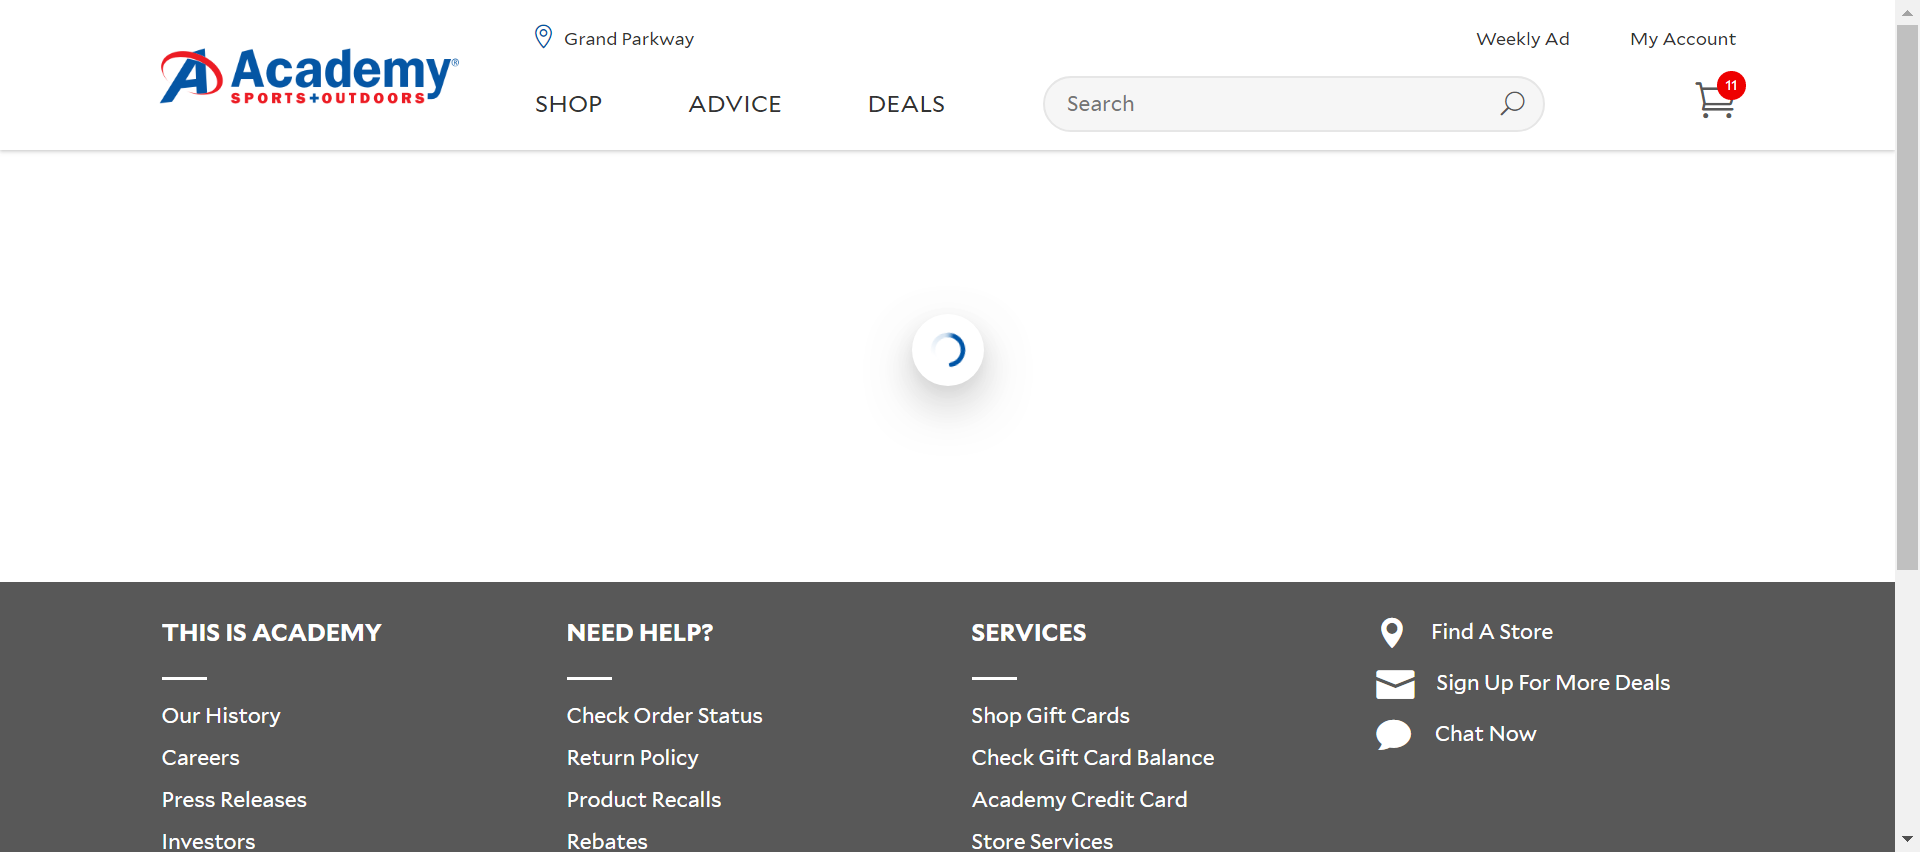 Grand Parkway
Weekly Ad
My Account
Academy®
SPORTS+OUTDOORS
SHOP
ADVICE
DEALS
Search
11
THIS IS ACADEMY
Our History
Careers
Press Releases
Investors
NEED HELP?
Check Order Status
Return Policy
Product Recalls
Rebates
SERVICES
Shop Gift Cards
Check Gift Card Balance
Academy Credit Card
Store Services
Find A Store
Sign Up For More Deals
Chat Now